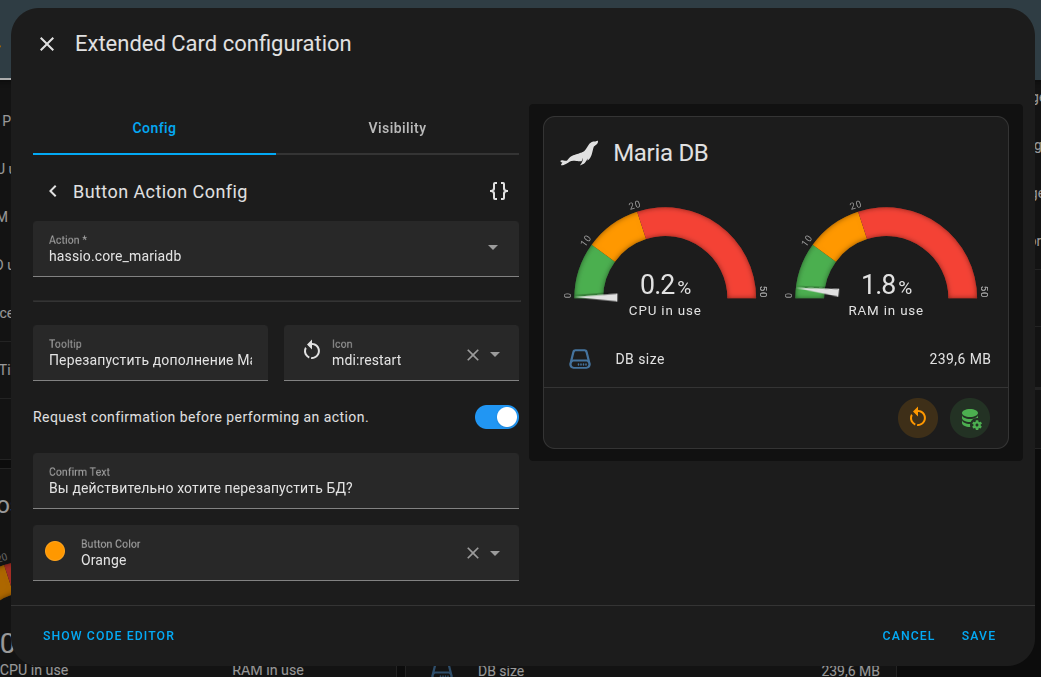 Extended Card configuration
Config
Visibility
Button Action Config
{}
Action *
hassio.core_mariadb
Tooltip
Перезапустить дополнение
Icon
mdi:restart
Request confirmation before performing an action.
Confirm Text
Вы действительно хотите перезапустить БД?
Button Color
Orange
Maria DB
0
10
20
50
0.2%
CPU in use
0
10
20
50
1.8%
RAM in use
DB size
239,6 MB
SHOW CODE EDITOR
CANCEL
SAVE
CPU in use
RAM in use
DB size
239,6 MB